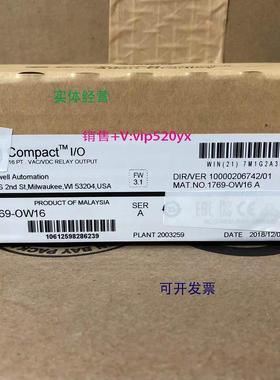 实体经营
Compact™ I/O
16 PT VAC/VDC RELAY OUTPUT
销售+V:vip520yx
WIN(21) 7M1G2A3
well Automation
S 2nd St,Milwaukee,WI 53204,USA
FW
3.1
DIR/VER 10000206742/01
MAT.NO.1769-OW16 A
PRODUCT OF MALAYSIA
69-OW16
SER
A
10612598286239
PLANT 2003259
DATE 2018/12/0
可开发票